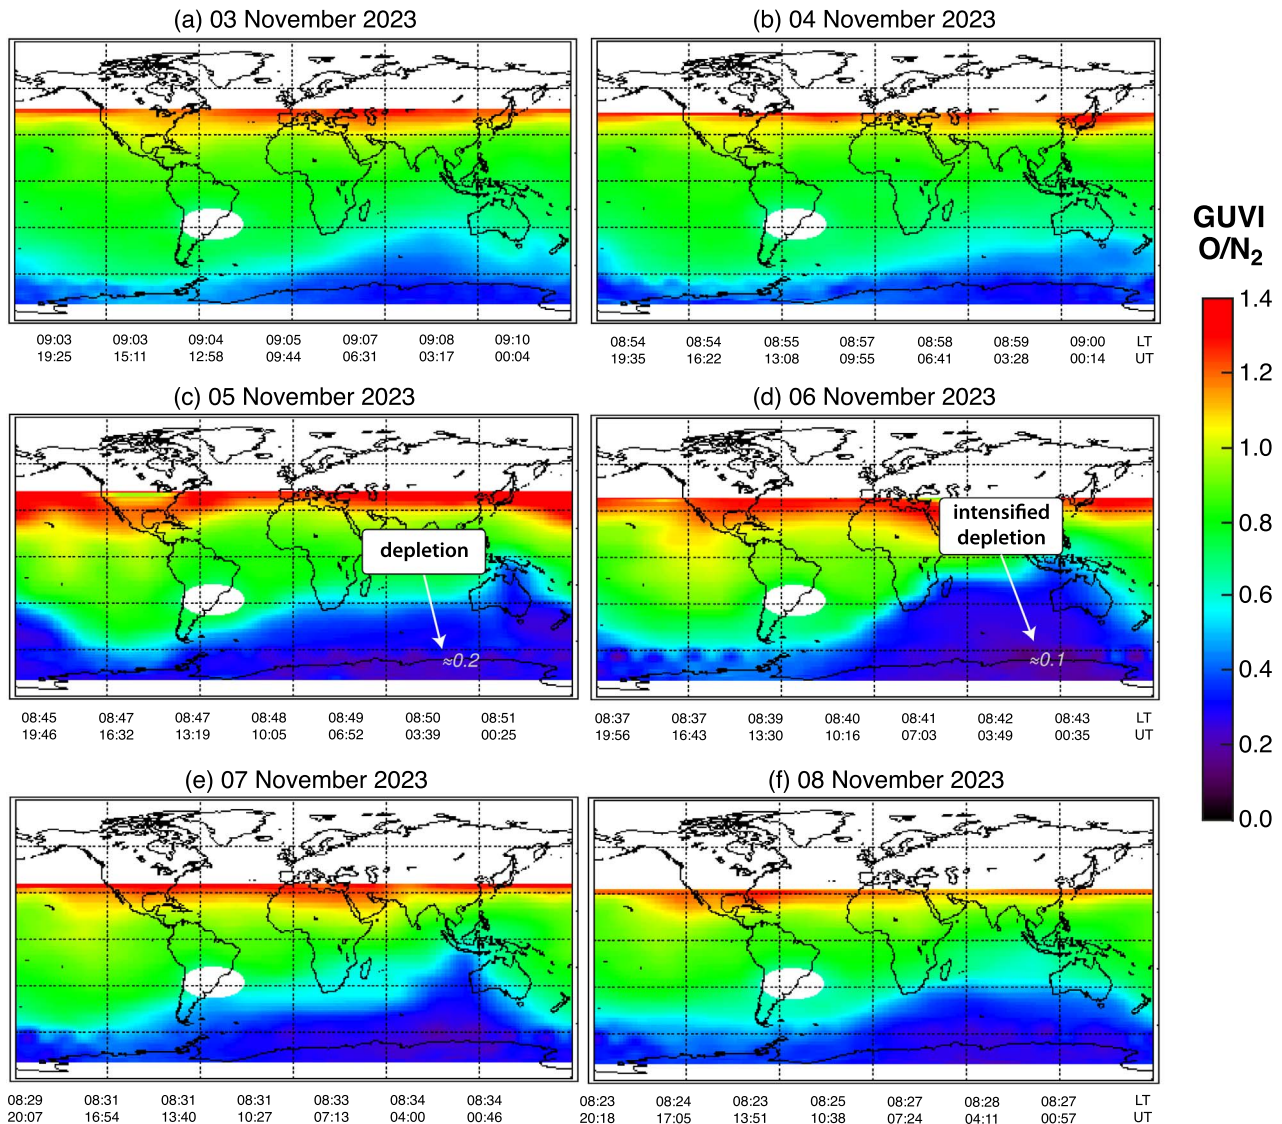 (a) 03 November 2023
(b) 04 November 2023
09:03 09:03 09:04 09:05 09:07 09:08 09:10
19:25 15:11 12:58 09:44 06:31 03:17 00:04
08:54 08:54 08:55 08:57 08:58 08:59 09:00 LT
19:35 16:22 13:08 09:55 06:41 03:28 00:14 UT
GUVI
O/N₂
1.4
1.2
1.0
0.8
0.6
0.4
0.2
0.0
(c) 05 November 2023
(d) 06 November 2023
depletion
≈0.2
intensified
depletion
≈0.1
08:45 08:47 08:47 08:48 08:49 08:50 08:51
19:46 16:32 13:19 10:05 06:52 03:39 00:25
08:37 08:37 08:39 08:40 08:41 08:42 08:43 LT
19:56 16:43 13:30 10:16 07:03 03:49 00:35 UT
(e) 07 November 2023
(f) 08 November 2023
08:29 08:31 08:31 08:31 08:33 08:34 08:34
20:07 16:54 13:40 10:27 07:13 04:00 00:46
08:23 08:24 08:23 08:25 08:27 08:28 08:27 LT
20:18 17:05 13:51 10:38 07:24 04:11 00:57 UT